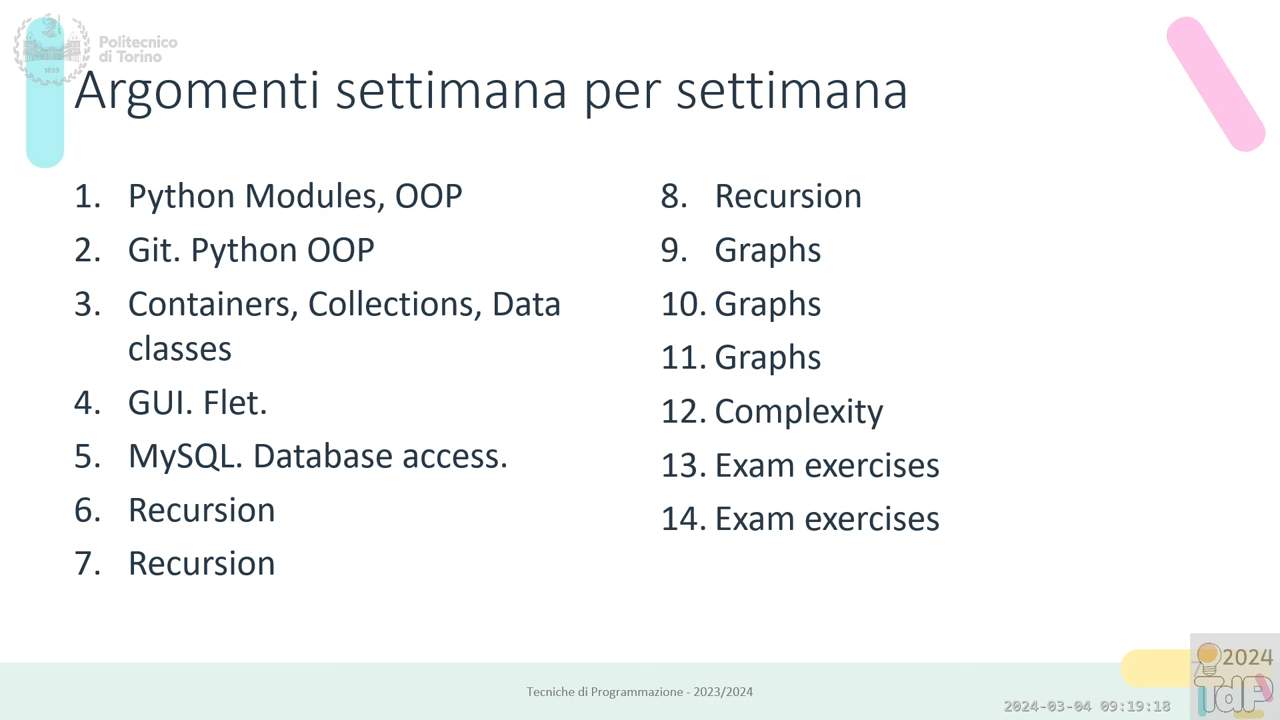 Politecnico
di Torino
1859
Argomenti settimana per settimana
1. Python Modules, OOP
2. Git. Python OOP
3. Containers, Collections, Data
classes
4. GUI. Flet.
5. MySQL. Database access.
6. Recursion
7. Recursion
8. Recursion
9. Graphs
10. Graphs
11. Graphs
12. Complexity
13. Exam exercises
14. Exam exercises
Tecniche di Programmazione - 2023/2024
2024-03-04 09:19:18
2024
TdP